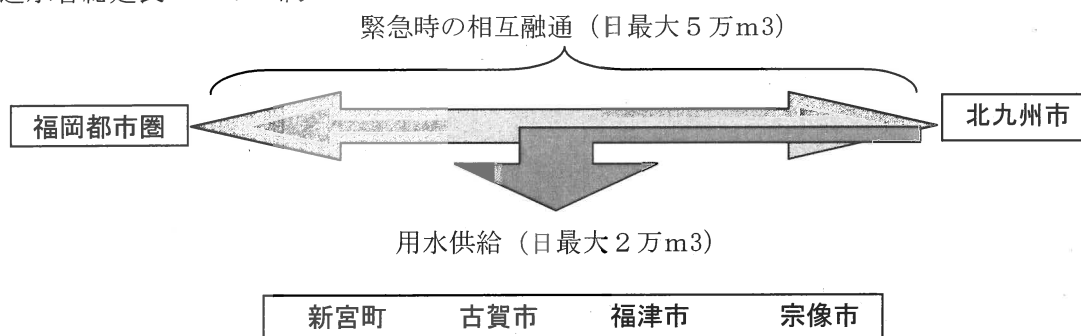 緊急時の相互融通（日最大５万m3）
福岡都市圏
北九州市
用水供給（日最大２万m3）
新宮町 古賀市 福津市 宗像市